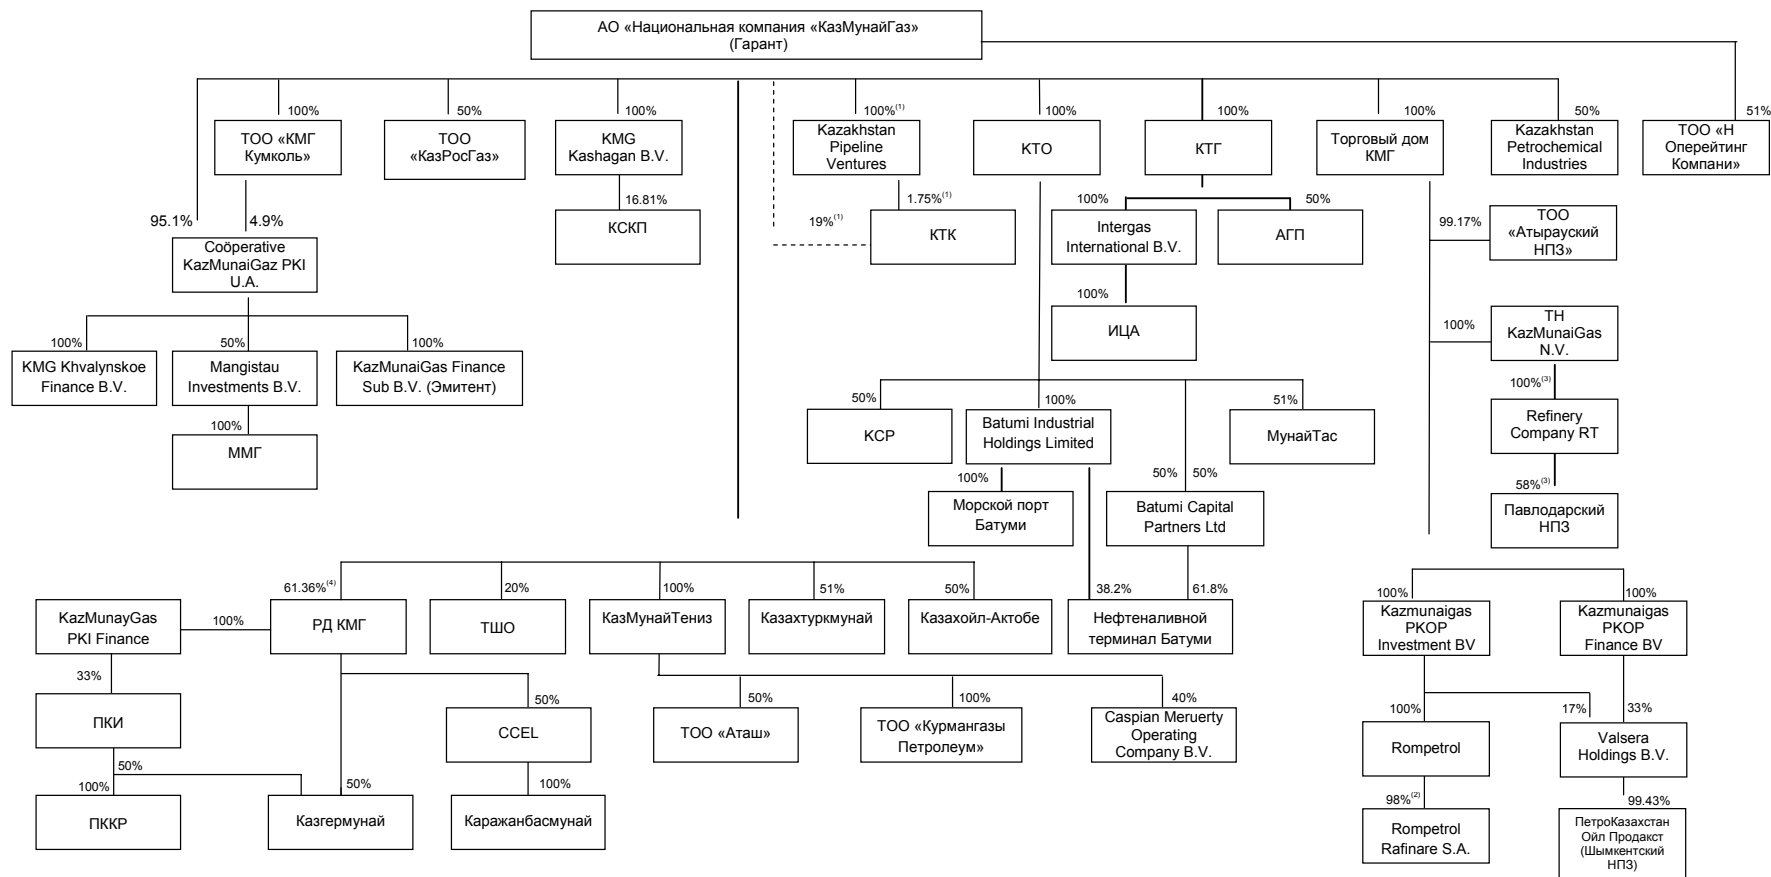 АО «Национальная компания «КазМунайГаз»
(Гарант)
100%
50%
100%
100%(1)
100%
100%
100%
50%
51%
ТОО «КМГ
Кумколь»
ТОО
«КазРосГаз»
KMG
Kashagan B.V.
Kazakhstan
Pipeline
Ventures
КТО
КТГ
Торговый дом
КМГ
Kazakhstan
Petrochemical
Industries
ТОО «Н
Оперейтинг
Компани»
95.1%
4.9%
16.81%
19%(1)
1.75%(1)
100%
50%
99.17%
Coöperative
KazMunaiGaz PKI
U.A.
КСКП
КТК
Intergas
International B.V.
АГП
ТОО
«Атырауский
НПЗ»
100%
ИЦА
100%
TH
KazMunaiGas
N.V.
100%
50%
100%
KMG Khvalynskoe
Finance B.V.
Mangistau
Investments B.V.
KazMunaiGas Finance
Sub B.V. (Эмитент)
100%
ММГ
50%
100%
51%
100%(3)
КСР
Batumi Industrial
Holdings Limited
МунайТас
Refinery
Company RT
100%
50%
50%
58%(3)
Морской порт
Батуми
Batumi Capital
Partners Ltd
Павлодарский
НПЗ
61.36%(4)
20%
100%
51%
50%
38.2%
61.8%
100%
100%
KazMunayGas
PKI Finance
100%
РД КМГ
ТШО
КазМунайТениз
Казахтуркмунай
Казахойл-Актобе
Нефтеналивной
терминал Батуми
Kazmunaigas
PKOP
Investment BV
Kazmunaigas
PKOP
Finance BV
33%
50%
50%
100%
40%
100%
17%
33%
ПКИ
CCEL
ТОО «Аташ»
ТОО «Курмангазы
Петролеум»
Caspian Meruerty
Operating
Company B.V.
Rompetrol
Valsera
Holdings B.V.
50%
100%
50%
100%
98%(2)
99.43%
ПККР
Казгермунай
Каражанбасмунай
Rompetrol
Rafinare S.A.
ПетроКазахстан
Ойл Продакст
(Шымкентский
НПЗ)